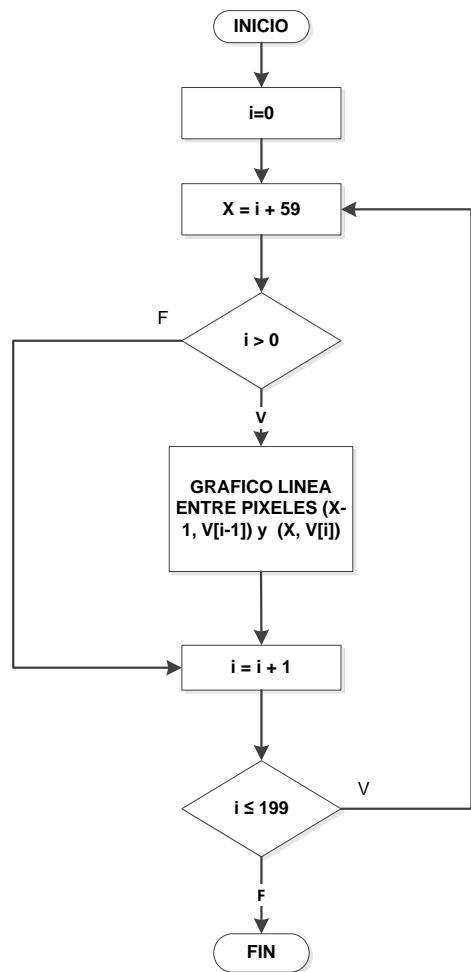 INICIO
i=0
X = i + 59
F
i > 0
V
GRAFICO LINEA
ENTRE PIXELES (X-
1, V[i-1]) y (X, V[i])
i = i + 1
i ≤ 199
V
F
FIN